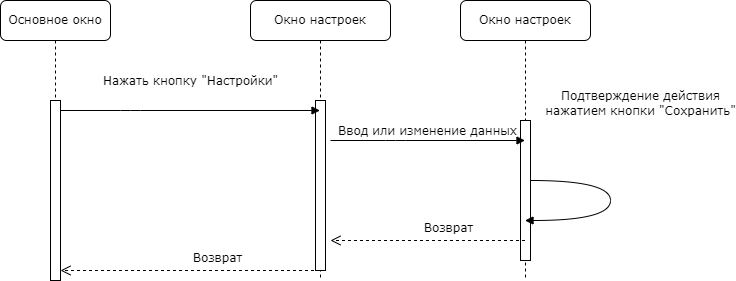 Основное окно
Окно настроек
Окно настроек
Нажать кнопку "Настройки"
Подтверждение действия
нажатием кнопки "Сохранить"
Ввод или изменение данных
Возврат
Возврат